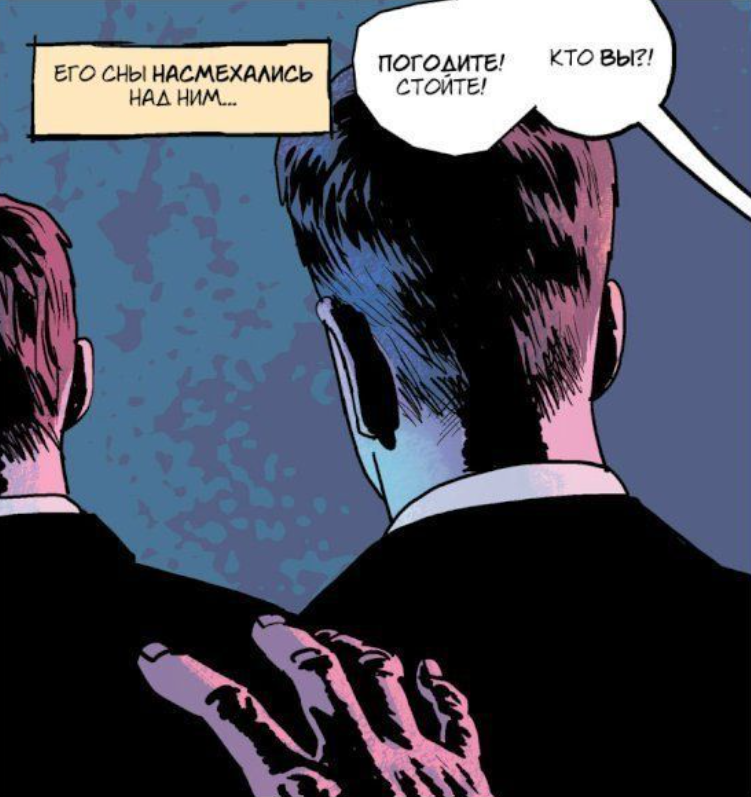 ЕГО СНЫ НАСМЕХАЛИСЬ
НАД НИМ...
ПОГОДИТЕ!
СТОЙТЕ!
КТО ВЫ?!